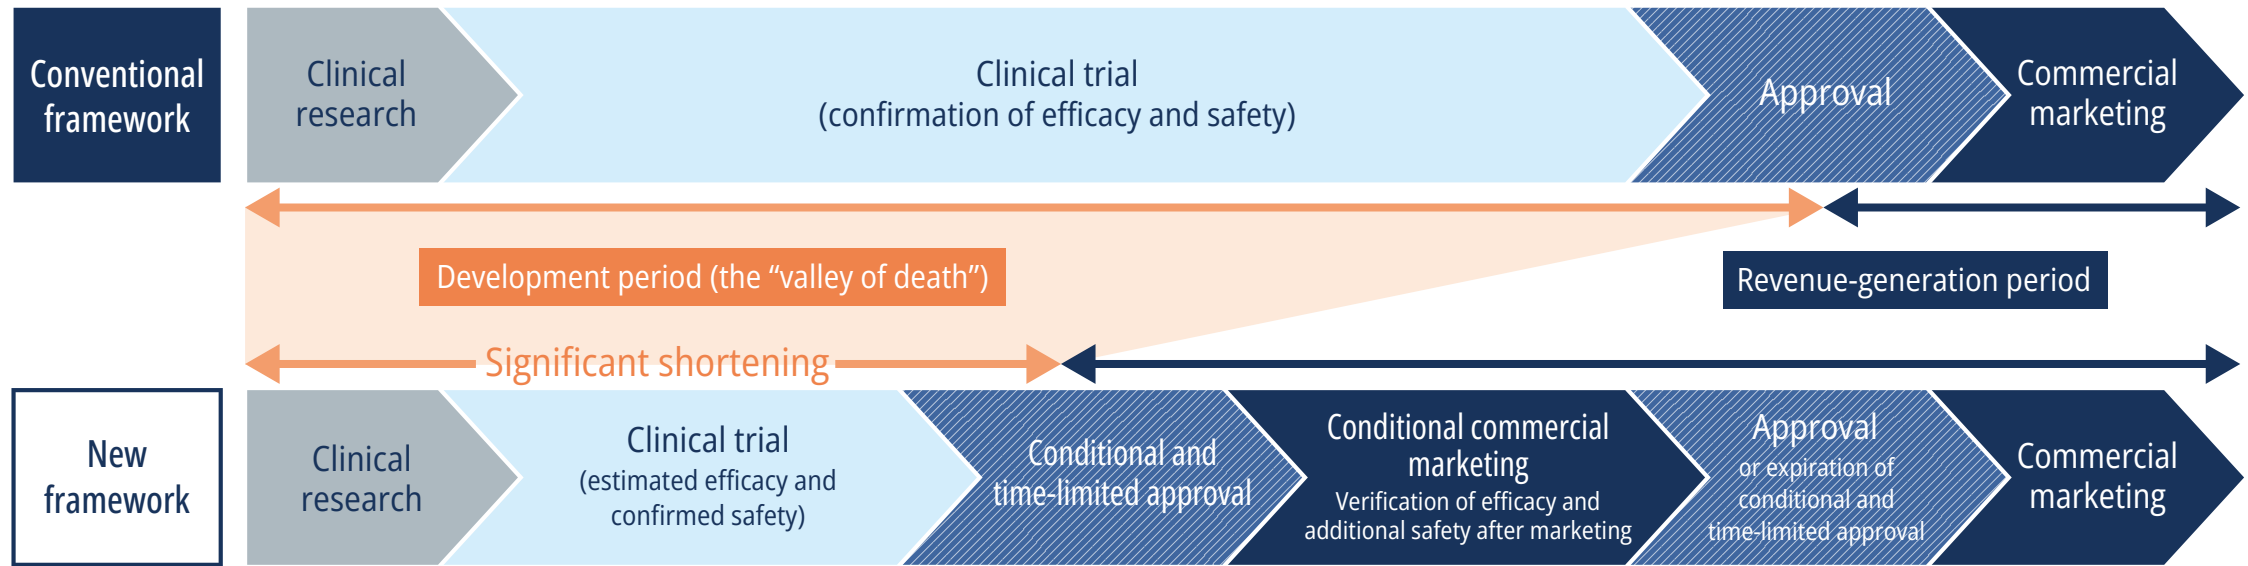 Conventional
framework
Clinical
research
Clinical trial
(confirmation of efficacy and safety)
Approval
Commercial
marketing
Development period (the “valley of death”)
Revenue-generation period
Significant shortening
New
framework
Clinical
research
Clinical trial
(estimated efficacy and
confirmed safety)
Conditional and
time-limited approval
Conditional commercial
marketing
Verification of efficacy and
additional safety after marketing
Approval
or expiration of
conditional and
time-limited approval
Commercial
marketing